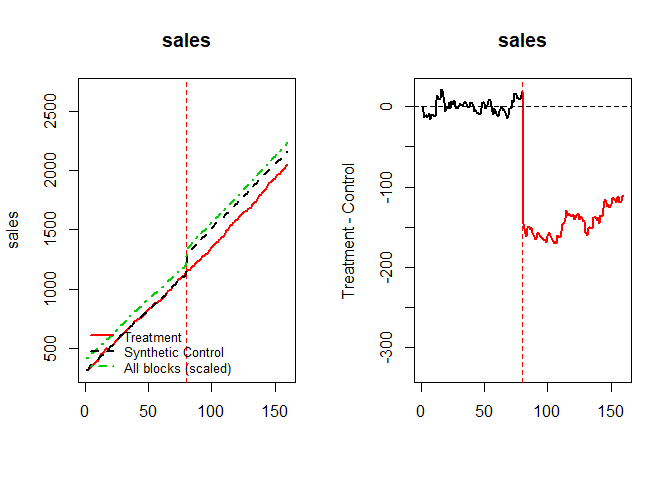 sales
sales
2500
2000
1500
1000
500
Treatment
Synthetic Control
All blocks (scaled)
0 50 100 150
sales
Treatment - Control
0
-100
-200
-300
0 50 100 150